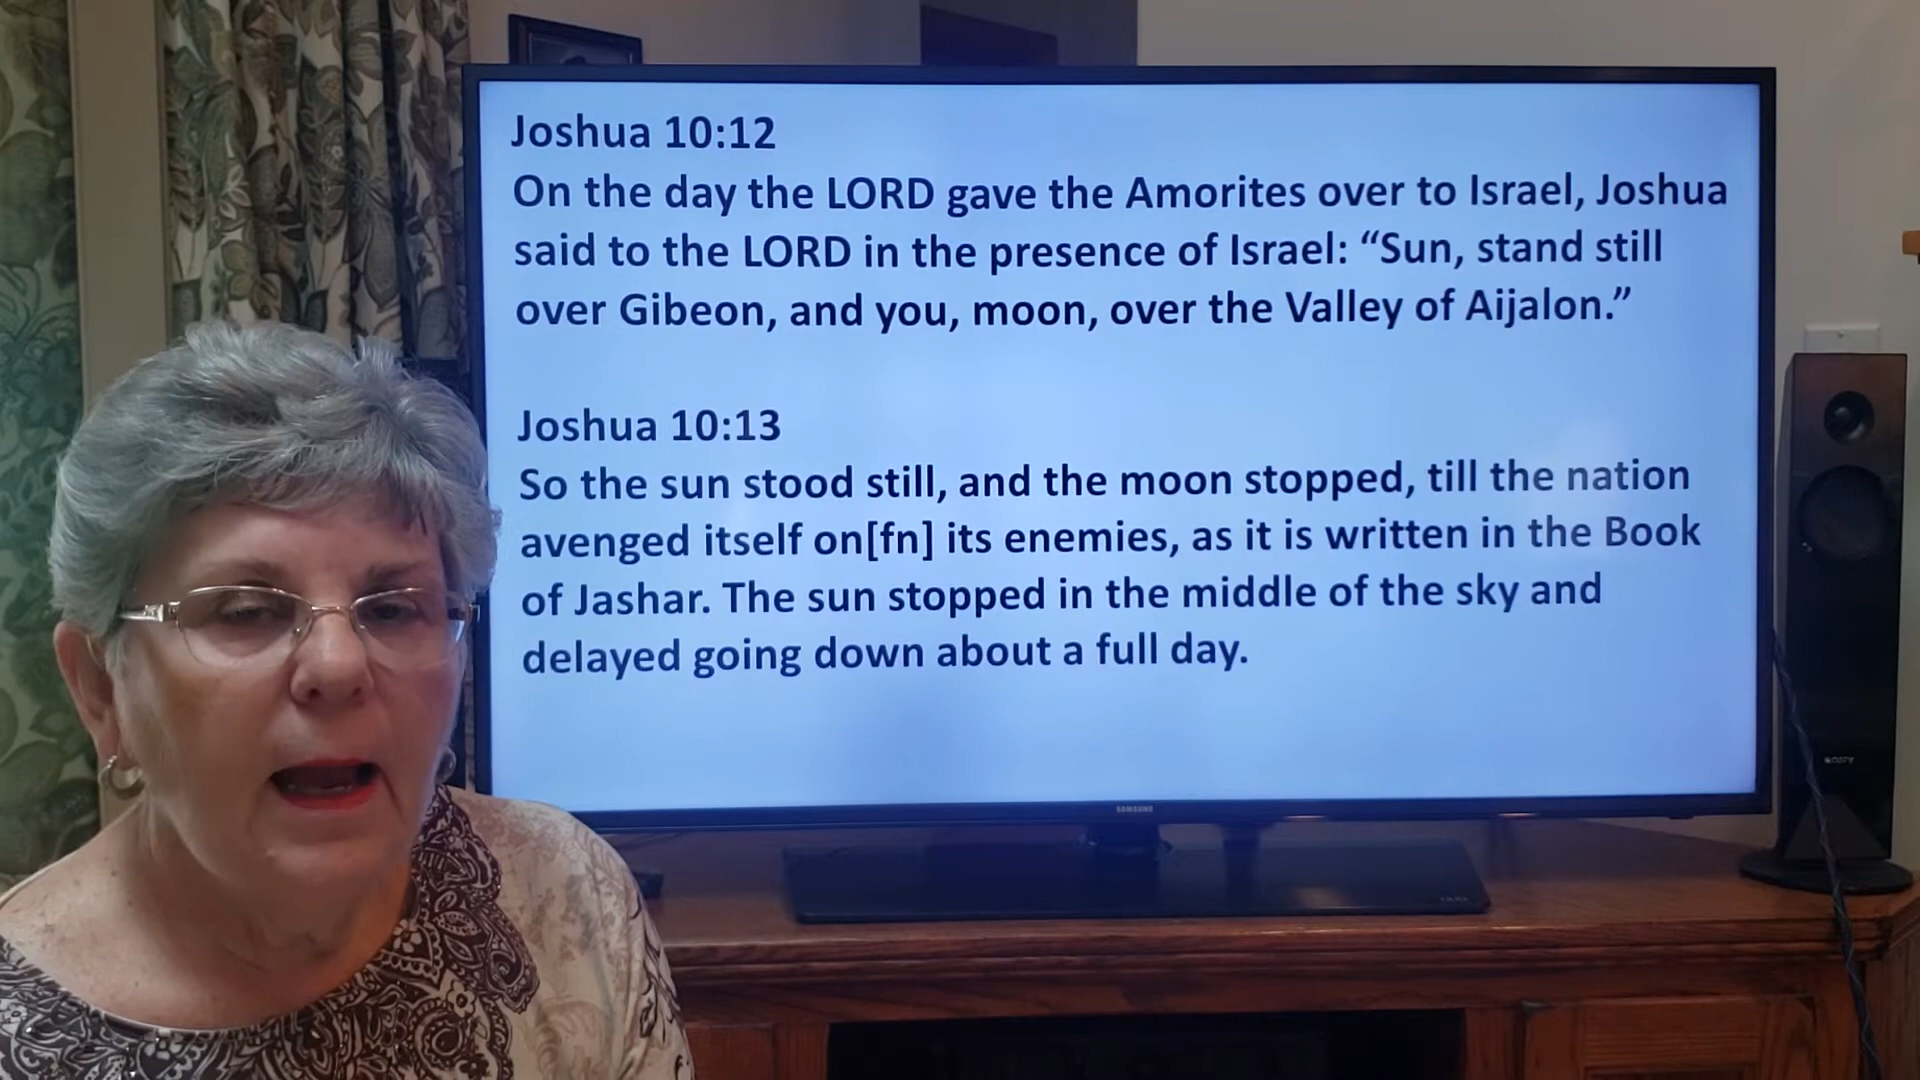 Joshua 10:12
On the day the LORD gave the Amorites over to Israel, Joshua
said to the LORD in the presence of Israel: “Sun, stand still
over Gibeon, and you, moon, over the Valley of Aijalon.”
Joshua 10:13
So the sun stood still, and the moon stopped, till the nation
avenged itself on[fn] its enemies, as it is written in the Book
of Jashar. The sun stopped in the middle of the sky and
delayed going down about a full day.
SAMSUNG
SONY